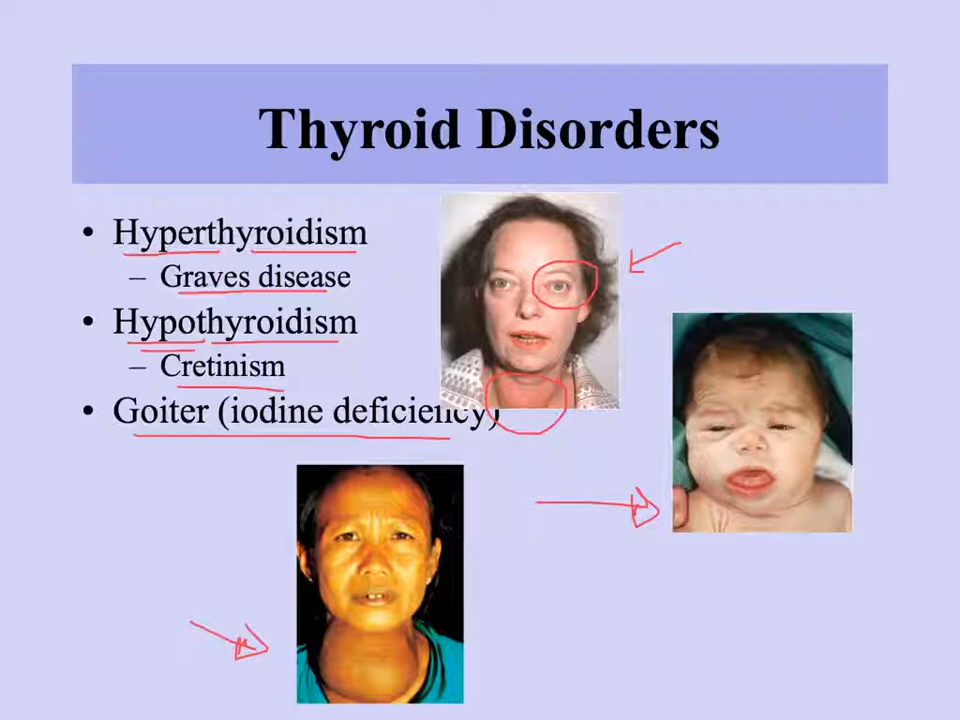 Thyroid Disorders
• Hyperthyroidism
– Graves disease
• Hypothyroidism
– Cretinism
• Goiter (iodine deficiency)